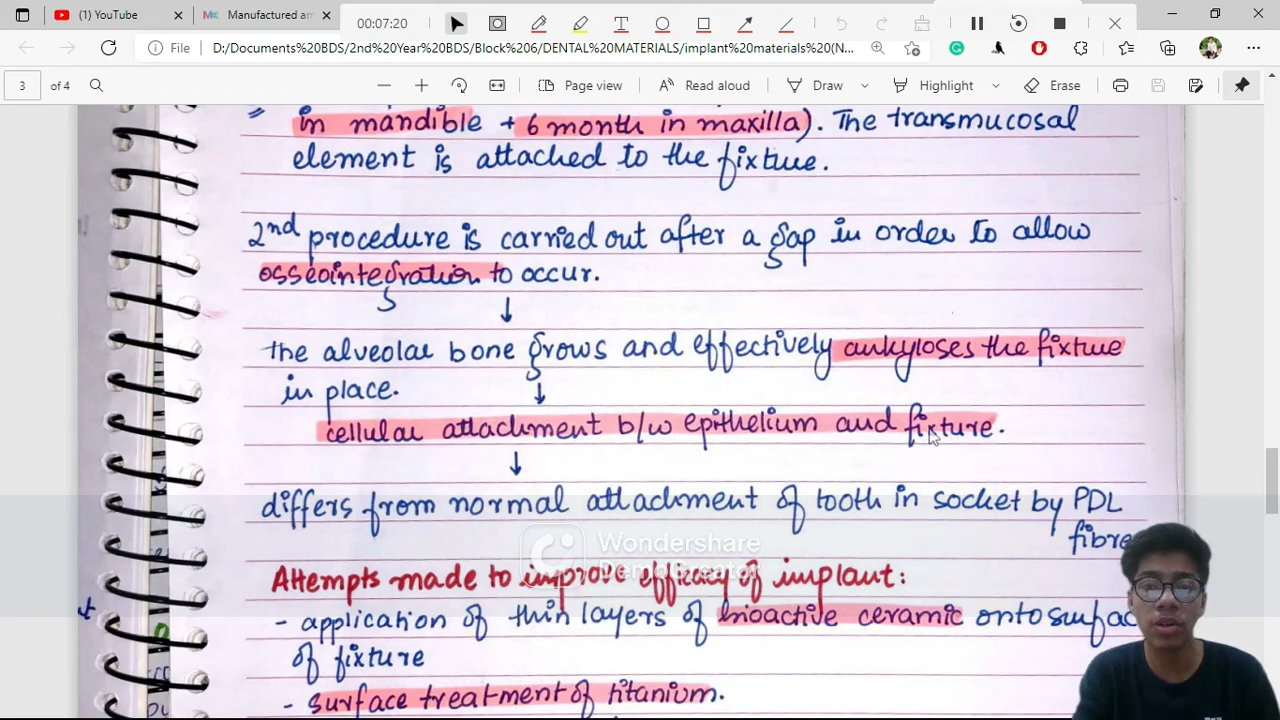 YouTube
Manufactured an
00:07:20
File
D:/Documents%20BDS/2nd%20Year%20BDS/Block%206/DENTAL%20MATERIALS/implant%20materials%20(N...
3 of 4
Page view
Read aloud
Draw
Highlight
Erase
in mandible + 6 month in maxilla). The transmucosal
element is attached to the fixture.
2nd procedure is carried out after a gap in order to allow
osseointegration to occur.
↓
the alveolar bone grows and effectively ankyloses the fixture
in place.
↓
cellular attachment b/w epithelium and fixture.
↓
differs from normal attachment of tooth in socket by PDL
fibre
Wondershare
DemoCreator
Attempts made to improve efficacy of implant:
- application of thin layers of bioactive ceramic onto surfac
of fixture
- surface treatment of titanium.